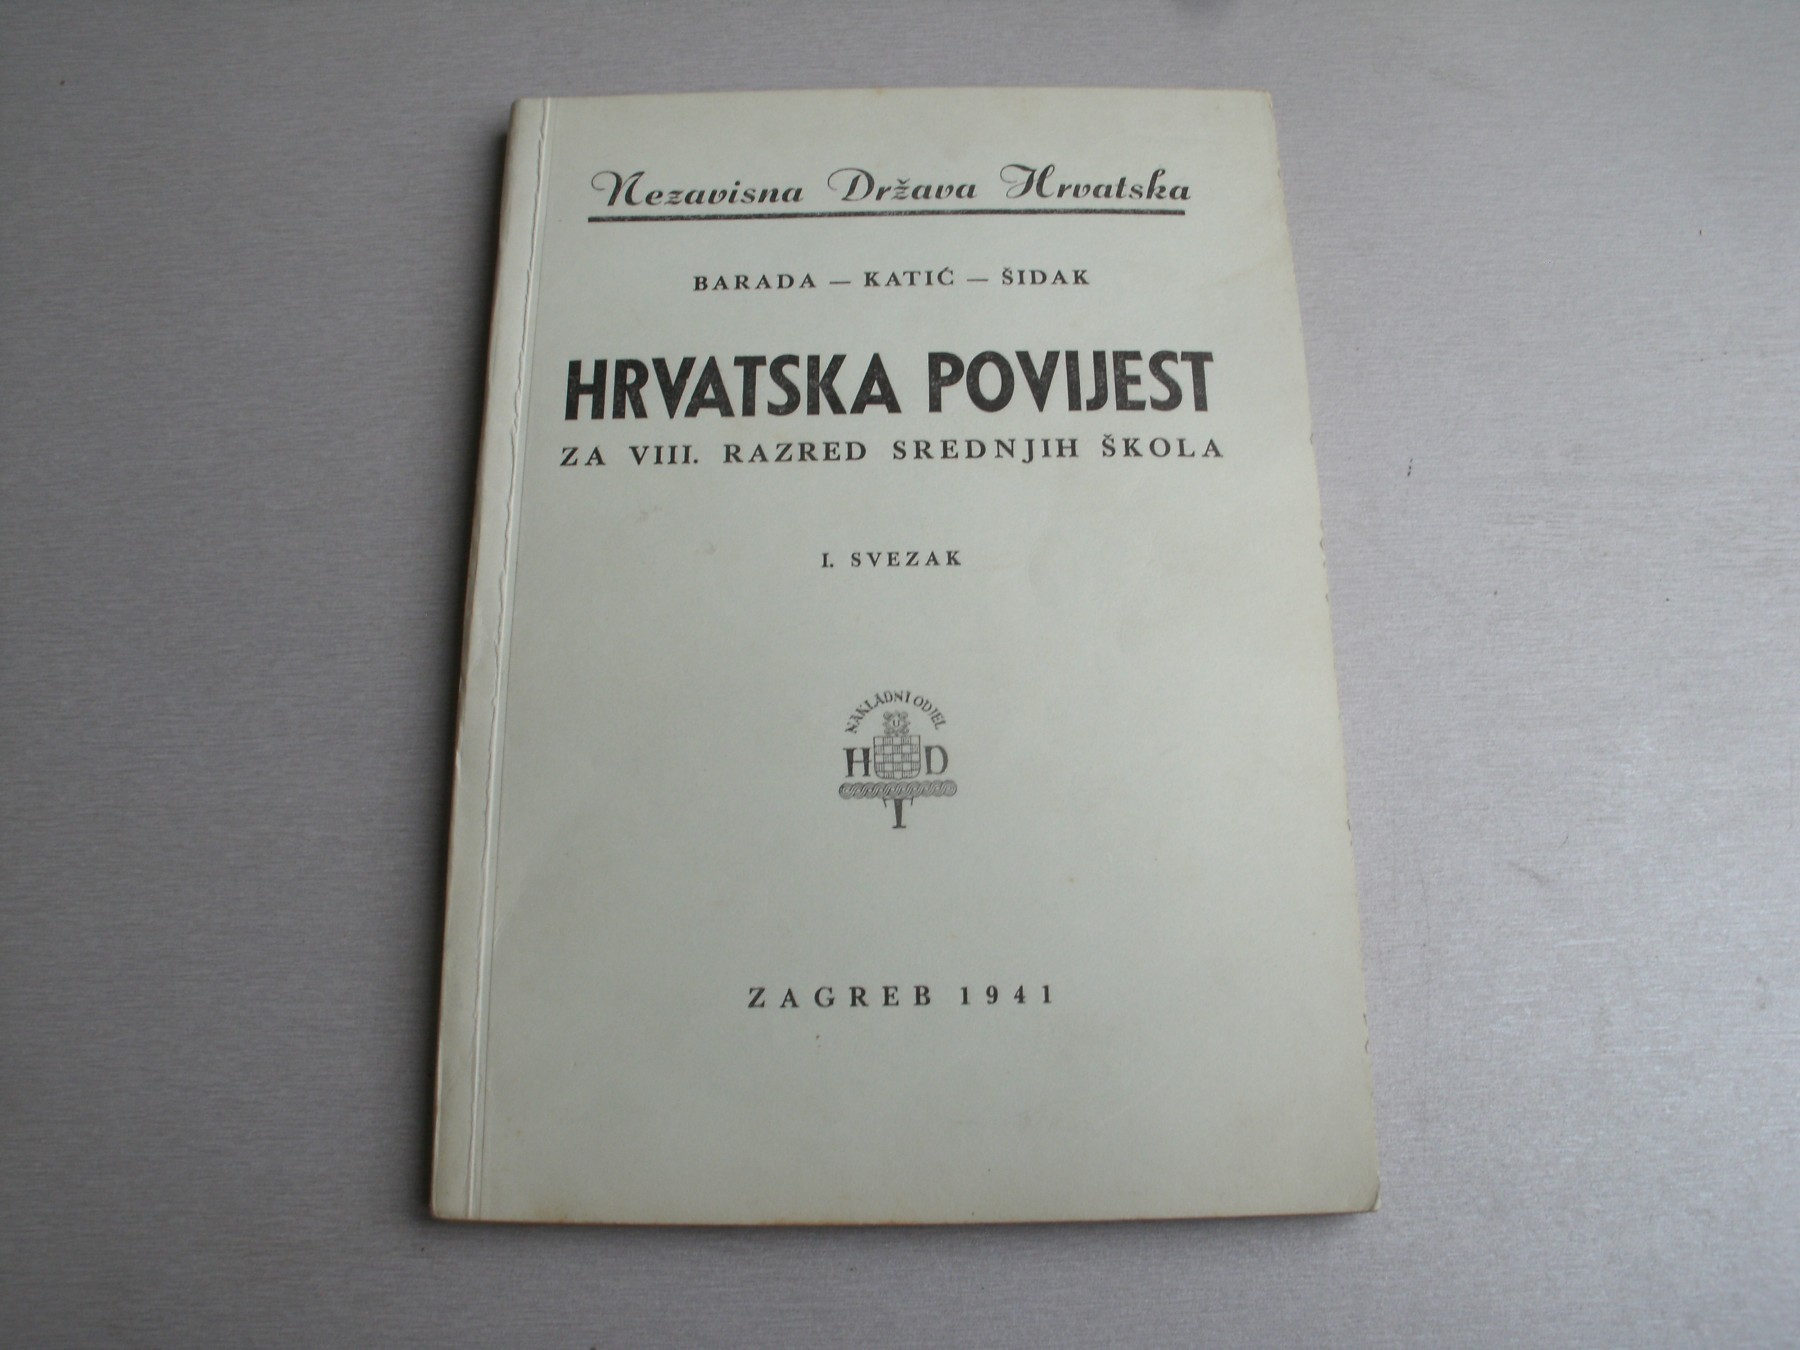 Nezavisna Država Hrvatska
BARADA — KATIĆ — ŠIDAK
HRVATSKA POVIJEST
ZA VIII. RAZRED SREDNJIH ŠKOLA
I. SVEZAK
NAKLADNI ODJEL
U
H D
I
ZAGREB 1941